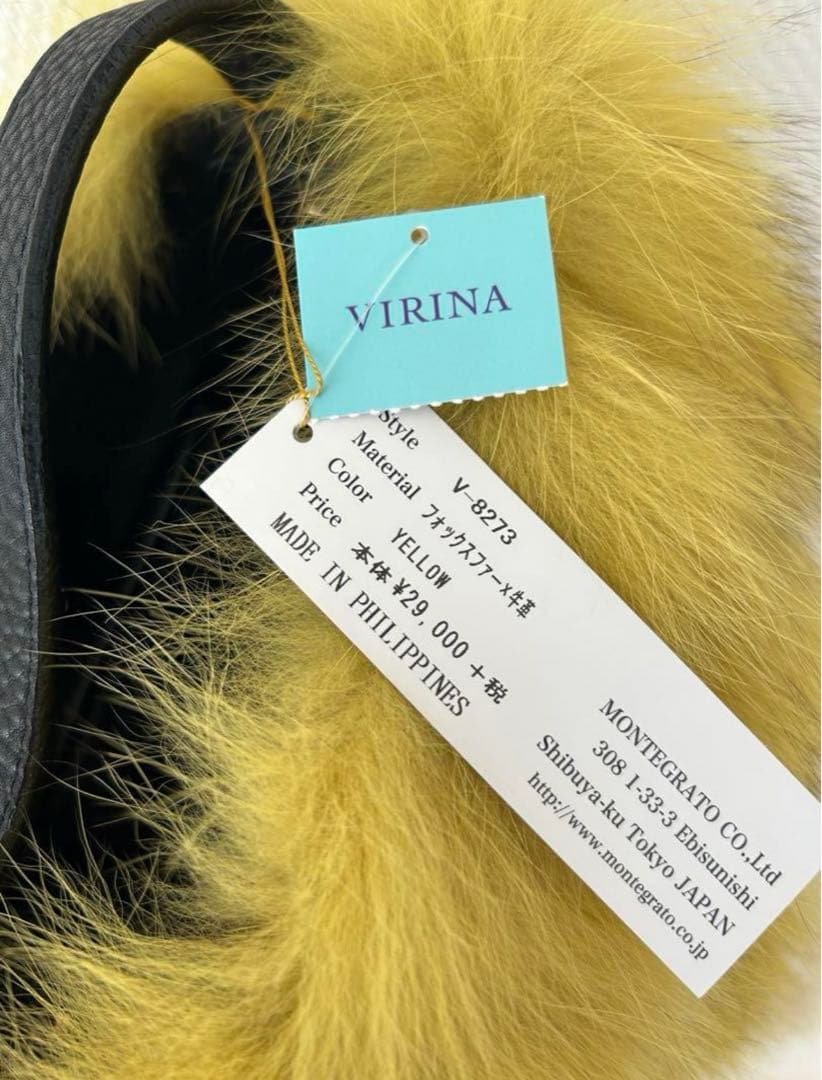 VIRINA
Style V-8273
Material フォックスファー×牛革
Color YELLOW
Price 本体¥29,000+税
MADE IN PHILIPPINES
MONTEGRATO CO.,Ltd
308 1-33-3 Ebisunishi
Shibuya-ku Tokyo JAPAN
http://www.montegrato.co.jp